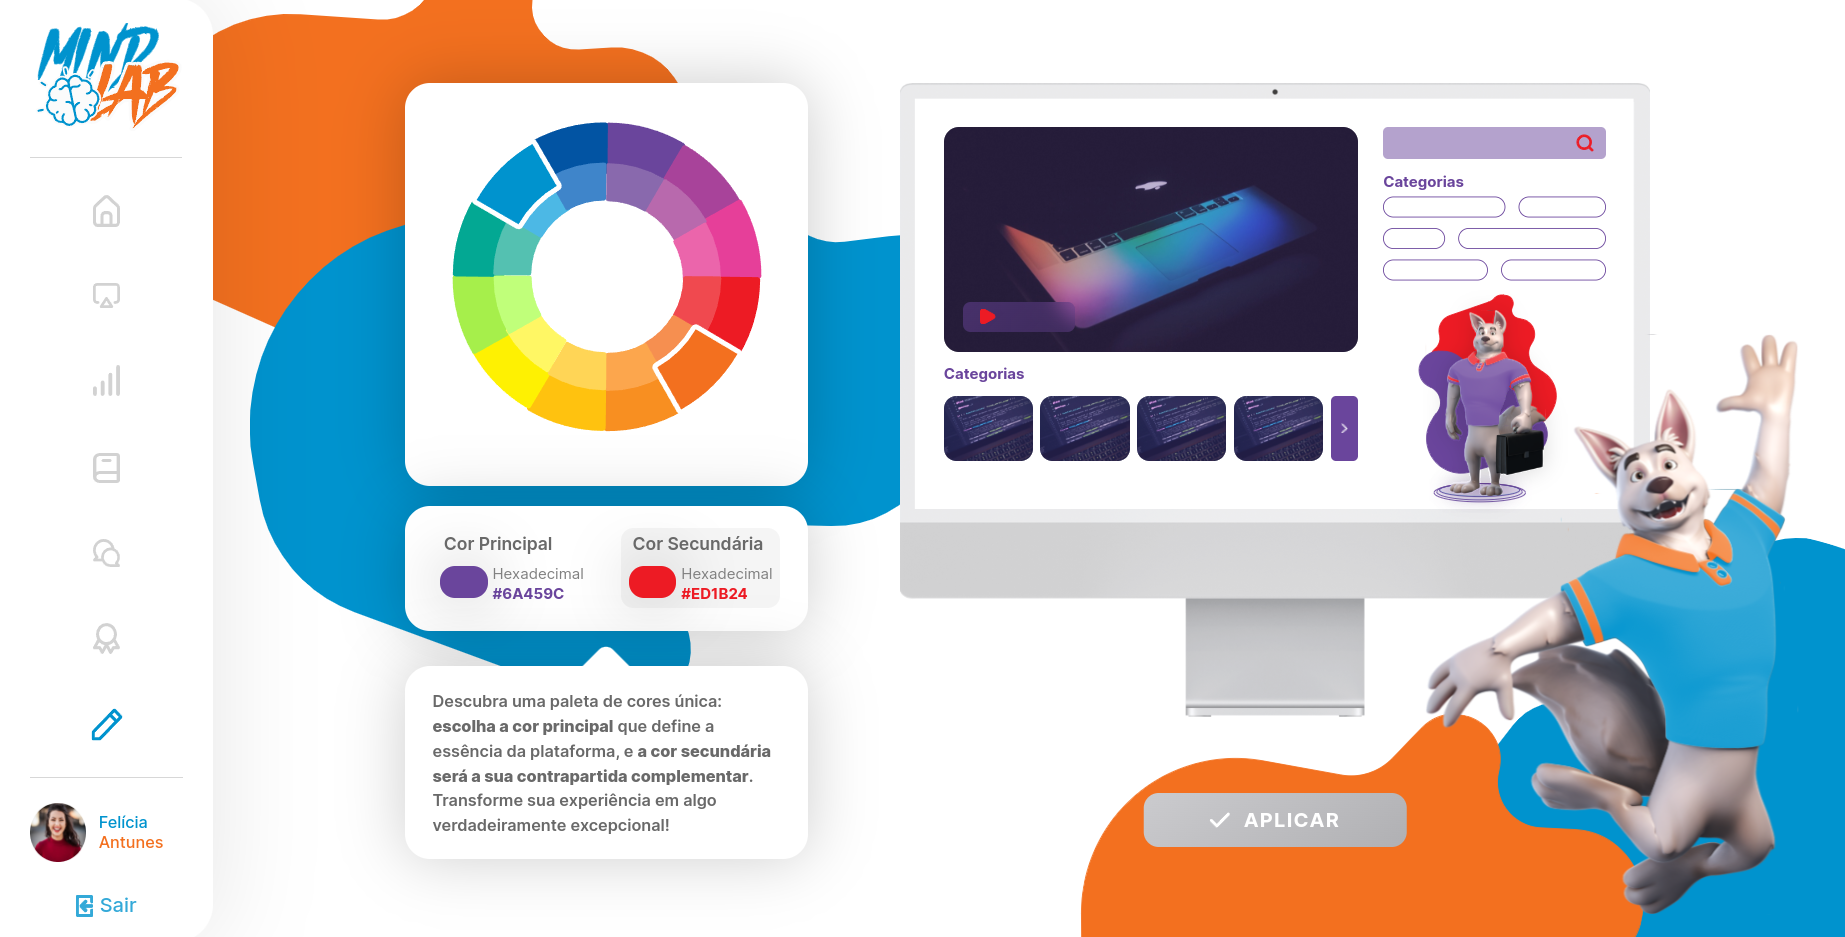 MIND
LAB
Felícia
Antunes
Sair
Cor Principal
Hexadecimal
#6A459C
Cor Secundária
Hexadecimal
#ED1B24
Descubra uma paleta de cores única:
escolha a cor principal que define a
essência da plataforma, e a cor secundária
será a sua contrapartida complementar.
Transforme sua experiência em algo
verdadeiramente excepcional!
Categorias
Categorias
APLICAR